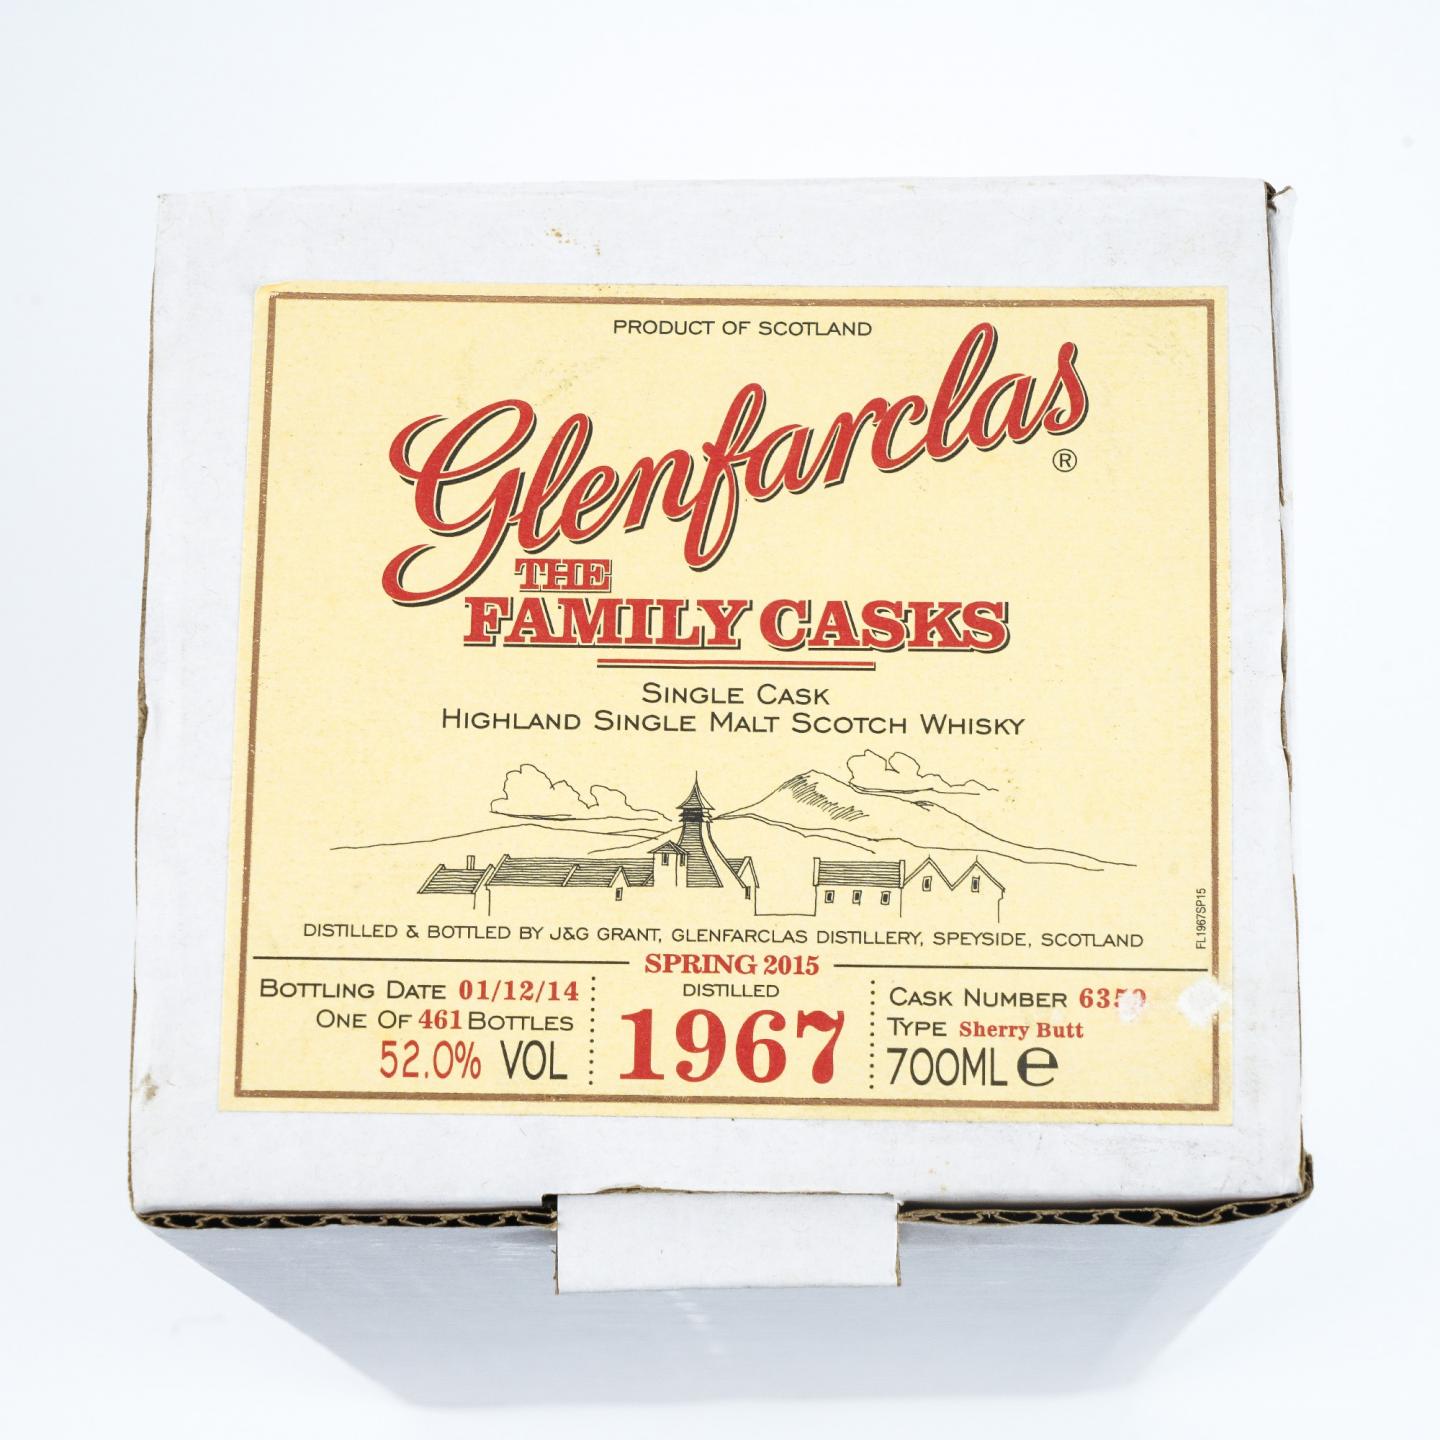 PRODUCT OF SCOTLAND
Glenfarclas ®
THE
FAMILY CASKS
SINGLE CASK
HIGHLAND SINGLE MALT SCOTCH WHISKY
FL1967SP15
DISTILLED & BOTTLED BY J&G GRANT, GLENFARCLAS DISTILLERY, SPEYSIDE, SCOTLAND
SPRING 2015
BOTTLING DATE 01/12/14
ONE OF 461 BOTTLES
52.0% VOL
DISTILLED
1967
CASK NUMBER
TYPE Sherry Butt
700ML e